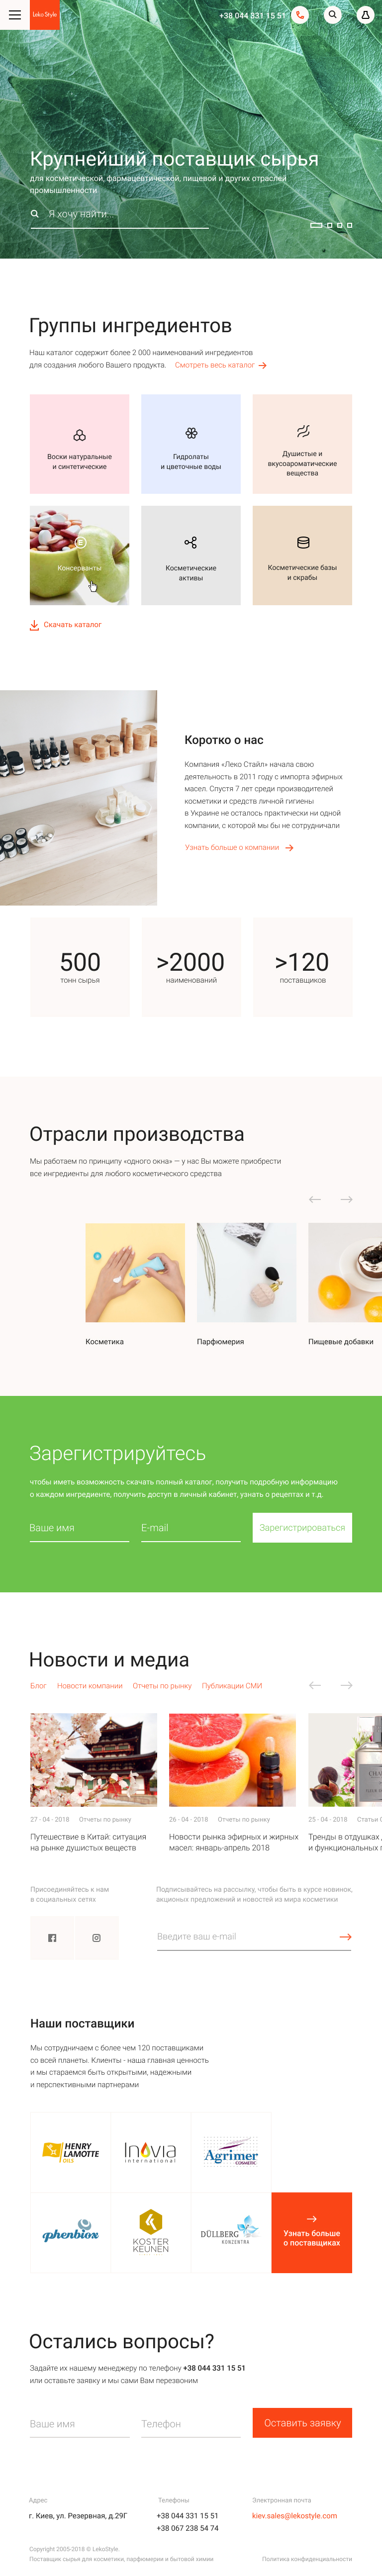 Leko Style
+38 044 331 15 51
Крупнейший поставщик сырья
для косметической, фармацевтической, пищевой и других отраслей
промышленности
Я хочу найти...
Группы ингредиентов
Наш каталог содержит более 2 000 наименований ингредиентов
для создания любого Вашего продукта. Смотреть весь каталог
Воски натуральные
и синтетические
Гидролаты
и цветочные воды
Душистые и
вкусоароматические
вещества
Консерванты
Косметические
активы
Косметические базы
и скрабы
Скачать каталог
Коротко о нас
Компания «Леко Стайл» начала свою
деятельность в 2011 году с импорта эфирных
масел. Спустя 7 лет среди производителей
косметики и средств личной гигиены
в Украине не осталось практически ни одной
компании, с которой мы бы не сотрудничали
Узнать больше о компании
500
тонн сырья
>2000
наименований
>120
поставщиков
Отрасли производства
Мы работаем по принципу «одного окна» — у нас Вы можете приобрести
все ингредиенты для любого косметического средства
Косметика
Парфюмерия
Пищевые добавки
Зарегистрируйтесь
чтобы иметь возможность скачать полный каталог, получить подробную информацию
о каждом ингредиенте, получить доступ в личный кабинет, узнать о рецептах и т.д.
Ваше имя
E-mail
Зарегистрироваться
Новости и медиа
Блог Новости компании Отчеты по рынку Публикации СМИ
27 - 04 - 2018 Отчеты по рынку
Путешествие в Китай: ситуация
на рынке душистых веществ
26 - 04 - 2018 Отчеты по рынку
Новости рынка эфирных и жирных
масел: январь-апрель 2018
25 - 04 - 2018 Статьи
Тренды в отдушках
и функциональных
Присоединяйтесь к нам
в социальных сетях
Подписывайтесь на рассылку, чтобы быть в курсе новинок,
акционых предложений и новостей из мира косметики
Введите ваш e-mail
Наши поставщики
Мы сотрудничаем с более чем 120 поставщиками
со всей планеты. Клиенты - наша главная ценность
и мы стараемся быть открытыми, надежными
и перспективными партнерами
HENRY
LAMOTTE
OILS
Inovia
international
Agrimer
COSMETIC
phenbiox
KOSTER
KEUNEN
DÜLLBERG
KONZENTRA
Узнать больше
о поставщиках
Остались вопросы?
Задайте их нашему менеджеру по телефону +38 044 331 15 51
или оставьте заявку и мы сами Вам перезвоним
Ваше имя
Телефон
Оставить заявку
Адрес
г. Киев, ул. Резервная, д.29Г
Телефоны
+38 044 331 15 51
+38 067 238 54 74
Электронная почта
kiev.sales@lekostyle.com
Copyright 2005-2018 © LekoStyle.
Поставщик сырья для косметики, парфюмерии и бытовой химии
Политика конфиденциальности